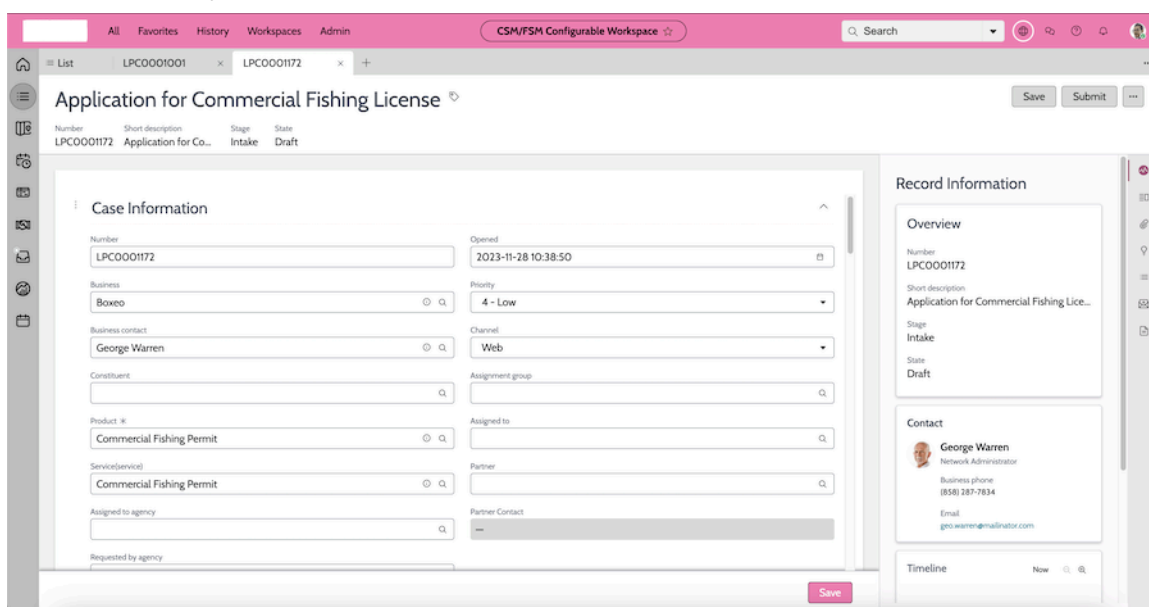 All Favorites History Workspaces Admin CSM/FSM Configurable Workspace Search
List LPC0001001 × LPC0001172 × +
Application for Commercial Fishing License Save Submit ...
Number Short description Stage State
LPC0001172 Application for Co... Intake Draft
Case Information
Number
LPC0001172
Opened
2023-11-28 10:38:50
Business
Boxeo
Priority
4 - Low
Business contact
George Warren
Channel
Web
Constituent
Assignment group
Product
Commercial Fishing Permit
Assigned to
Service(service)
Commercial Fishing Permit
Partner
Assigned to agency
Partner Contact
—
Requested by agency
Save
Record Information
Overview
Number
LPC0001172
Short description
Application for Commercial Fishing Lice...
Stage
Intake
State
Draft
Contact
George Warren
Network Administrator
Business phone
(858) 287-7834
Email
geo.warren@mailinator.com
Timeline Now